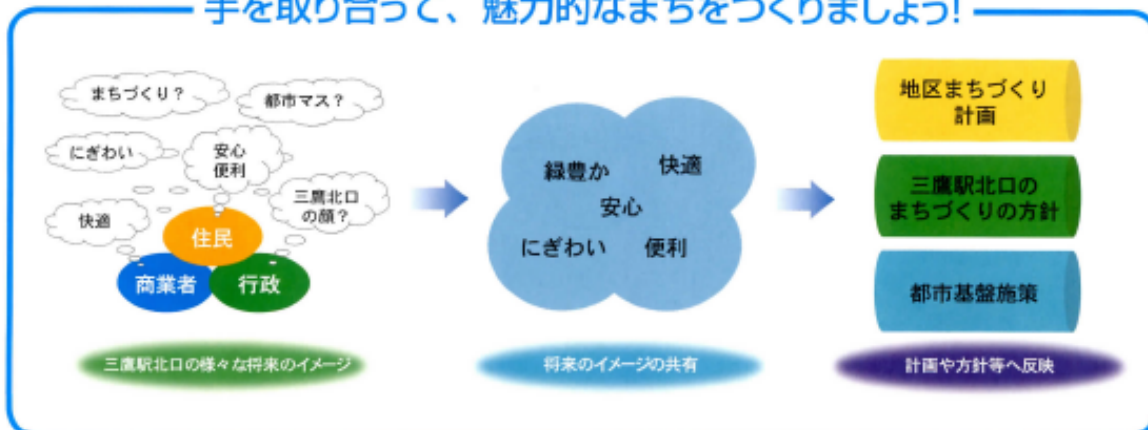 手を取り合って、魅力的なまちをつくりましょう!
まちづくり?
都市マス?
にぎわい
安心
便利
快適
三鷹北口
の顔?
住民
商業者
行政
三鷹駅北口の様々な将来のイメージ
緑豊か
快適
安心
にぎわい
便利
将来のイメージの共有
地区まちづくり
計画
三鷹駅北口の
まちづくりの方針
都市基盤施策
計画や方針等へ反映